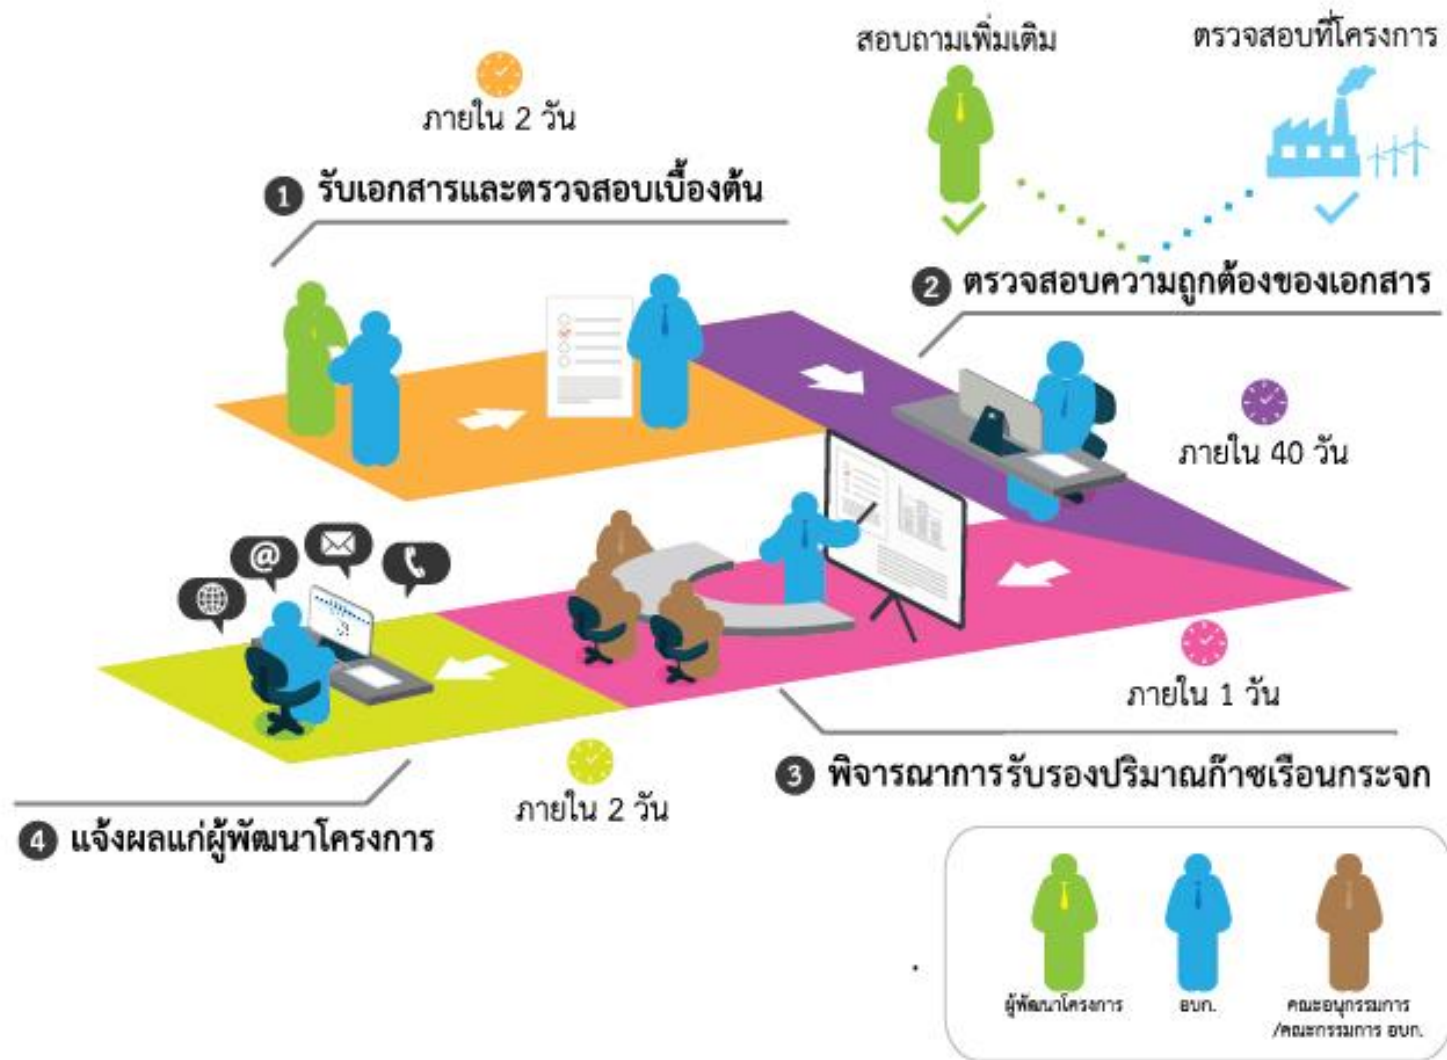 ภายใน 2 วัน
1 รับเอกสารและตรวจสอบเบื้องต้น
สอบถามเพิ่มเติม
ตรวจสอบที่โครงการ
2 ตรวจสอบความถูกต้องของเอกสาร
ภายใน 40 วัน
@
ภายใน 1 วัน
3 พิจารณาการรับรองปริมาณก๊าซเรือนกระจก
ภายใน 2 วัน
4 แจ้งผลแก่ผู้พัฒนาโครงการ
ผู้พัฒนาโครงการ
อบก.
คณะอนุกรรมการ
/คณะกรรมการ อบก.